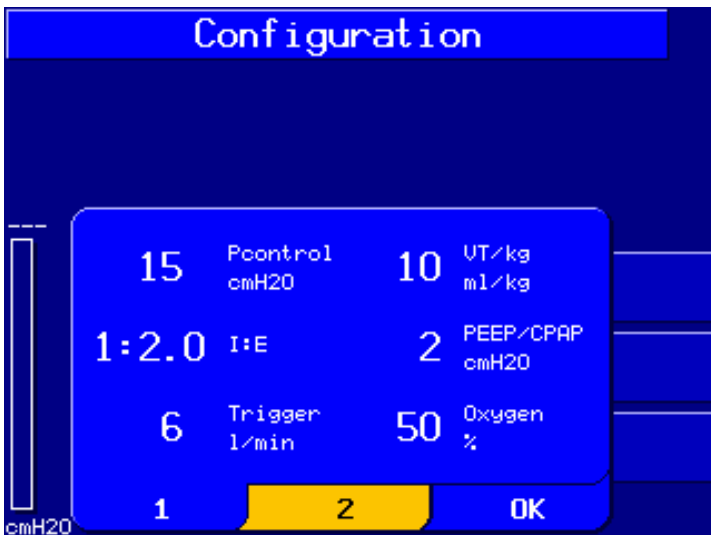 Configuration
---
15 Pcontrol cmH2O 10 VT/kg ml/kg
1:2.0 I:E 2 PEEP/CPAP cmH2O
6 Trigger l/min 50 Oxygen %
1 2 OK
cmH2O